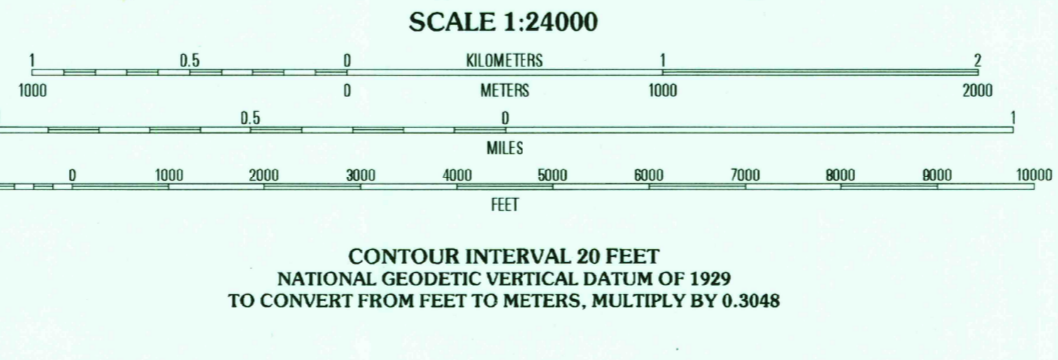 SCALE 1:24000
1 0.5 0 KILOMETERS 1 2
1000 0 METERS 1000 2000
0.5 0 1
MILES
0 1000 2000 3000 4000 5000 6000 7000 8000 9000 10000
FEET
CONTOUR INTERVAL 20 FEET
NATIONAL GEODETIC VERTICAL DATUM OF 1929
TO CONVERT FROM FEET TO METERS, MULTIPLY BY 0.3048